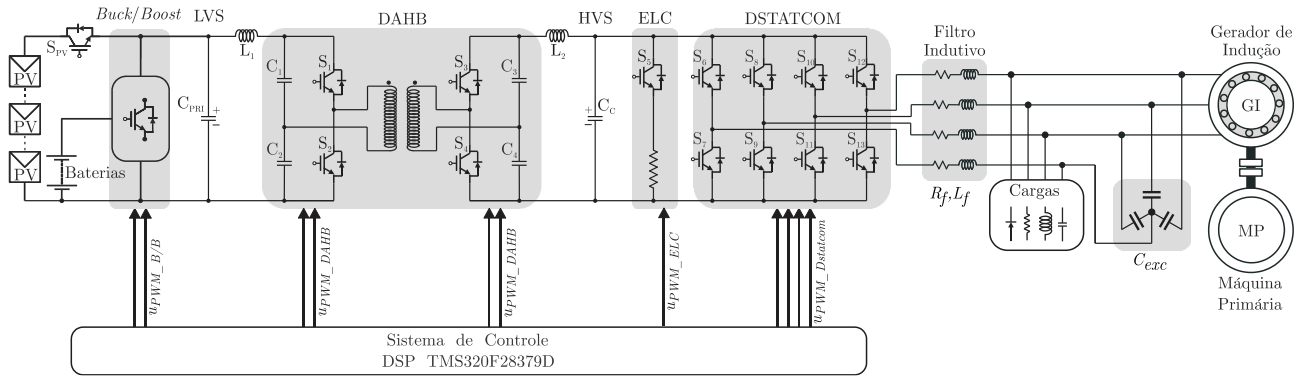 Buck/Boost
LVS
DAHB
HVS
ELC
DSTATCOM
Filtro
Indutivo
Gerador de
Indução
S_PV
PV
PV
PV
Baterias
C_PRI
+
−
L_1
C_1
C_2
S_1
S_2
S_3
S_4
C_3
C_4
L_2
+
−
C_C
S_5
S_6
S_8
S_10
S_12
S_7
S_9
S_11
S_13
R_f,L_f
Cargas
C_exc
GI
MP
Máquina
Primária
u_PWM_B/B
u_PWM_DAHB
u_PWM_DAHB
u_PWM_ELC
u_PWM_Dstatcom
Sistema de Controle
DSP TMS320F28379D